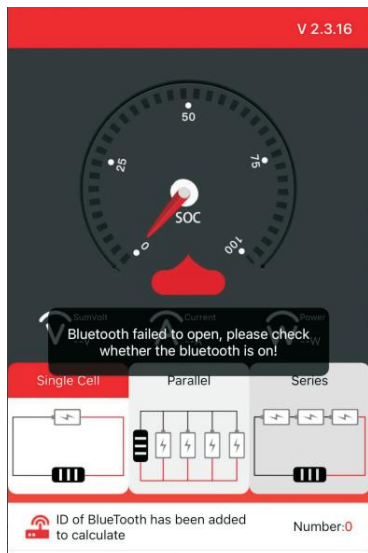 V 2.3.16
50
25
75
SOC
0
100
SumVolt
Current
Power
V
A
W
--W
Bluetooth failed to open, please check
whether the bluetooth is on!
Single Cell
Parallel
Series
ID of BlueTooth has been added
to calculate
Number:0